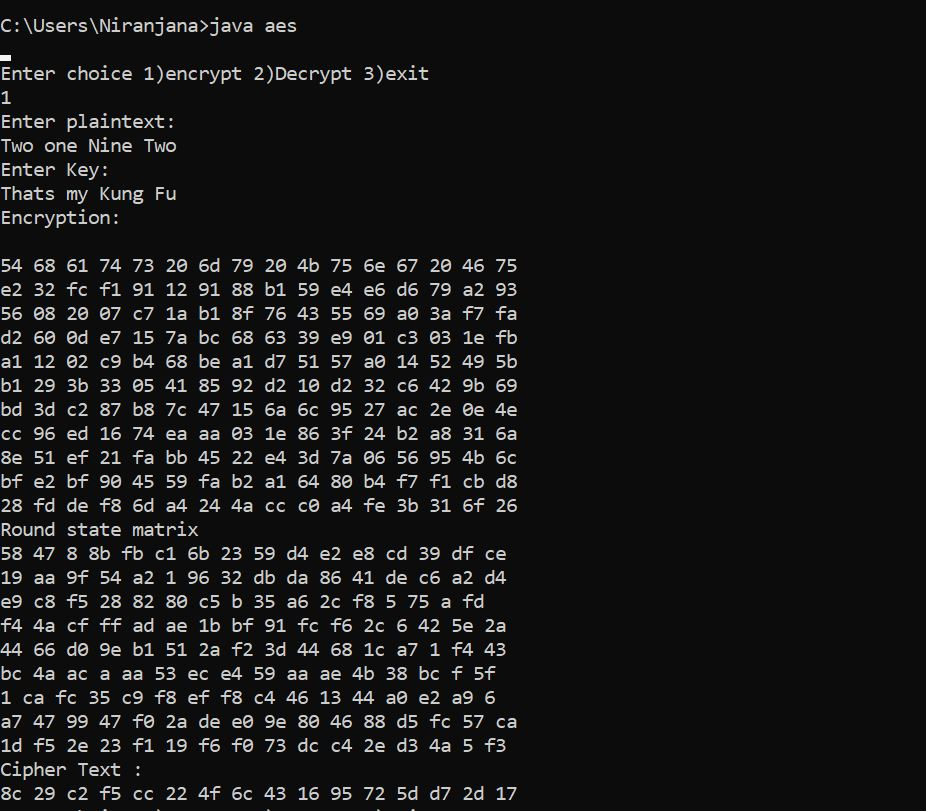 C:\Users\Niranjana>java aes
Enter choice 1)encrypt 2)Decrypt 3)exit
1
Enter plaintext:
Two one Nine Two
Enter Key:
Thats my Kung Fu
Encryption:
54 68 61 74 73 20 6d 79 20 4b 75 6e 67 20 46 75
e2 32 fc f1 91 12 91 88 b1 59 e4 e6 d6 79 a2 93
56 08 20 07 c7 1a b1 8f 76 43 55 69 a0 3a f7 fa
d2 60 0d e7 15 7a bc 68 63 39 e9 01 c3 03 1e fb
a1 12 02 c9 b4 68 be a1 d7 51 57 a0 14 52 49 5b
b1 29 3b 33 05 41 85 92 d2 10 d2 32 c6 42 9b 69
bd 3d c2 87 b8 7c 47 15 6a 6c 95 27 ac 2e 0e 4e
cc 96 ed 16 74 ea aa 03 1e 86 3f 24 b2 a8 31 6a
8e 51 ef 21 fa bb 45 22 e4 3d 7a 06 56 95 4b 6c
bf e2 bf 90 45 59 fa b2 a1 64 80 b4 f7 f1 cb d8
28 fd de f8 6d a4 24 4a cc c0 a4 fe 3b 31 6f 26
Round state matrix
58 47 8 8b fb c1 6b 23 59 d4 e2 e8 cd 39 df ce
19 aa 9f 54 a2 1 96 32 db da 86 41 de c6 a2 d4
e9 c8 f5 28 82 80 c5 b 35 a6 2c f8 5 75 a fd
f4 4a cf ff ad ae 1b bf 91 fc f6 2c 6 42 5e 2a
44 66 d0 9e b1 51 2a f2 3d 44 68 1c a7 1 f4 43
bc 4a ac a aa 53 ec e4 59 aa ae 4b 38 bc f 5f
1 ca fc 35 c9 f8 ef f8 c4 46 13 44 a0 e2 a9 6
a7 47 99 47 f0 2a de e0 9e 80 46 88 d5 fc 57 ca
1d f5 2e 23 f1 19 f6 f0 73 dc c4 2e d3 4a 5 f3
Cipher Text :
8c 29 c2 f5 cc 22 4f 6c 43 16 95 72 5d d7 2d 17